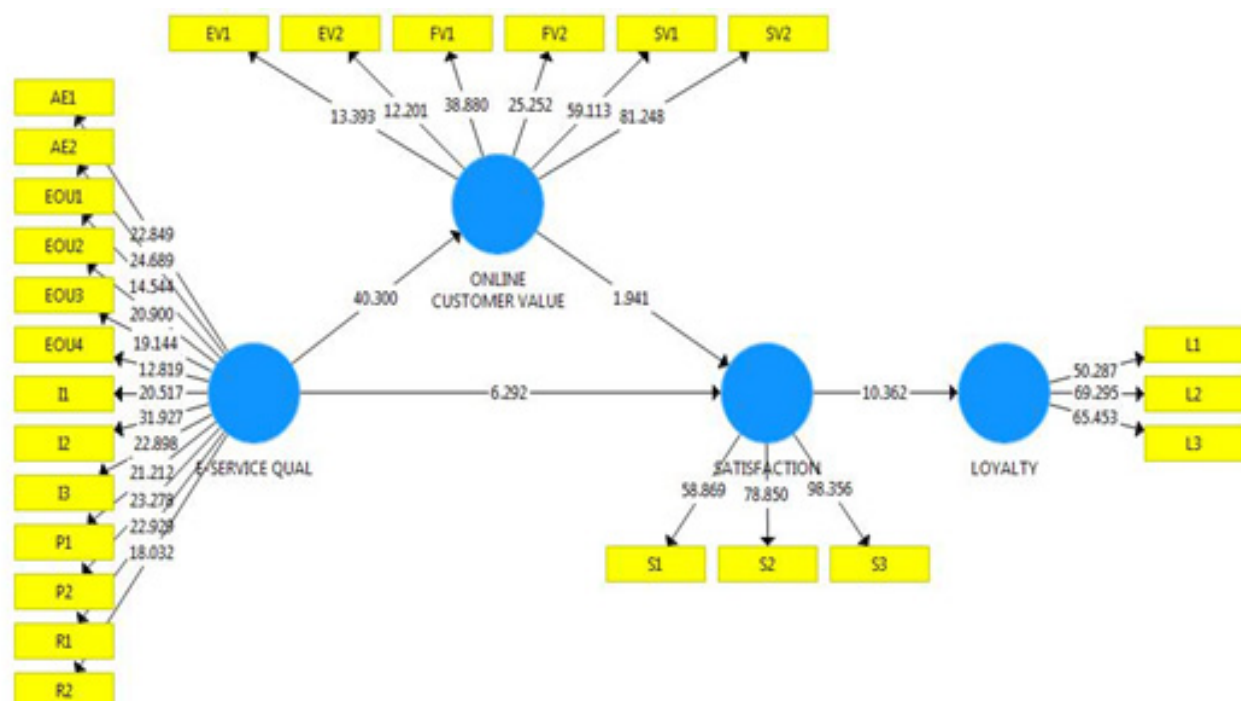 EV1 EV2 FV1 FV2 SV1 SV2
13.393 12.201 38.880 25.252 59.113 81.248
AE1
AE2
EOU1
EOU2
EOU3
EOU4
I1
I2
I3
P1
P2
R1
R2
22.849
24.689
14.544
20.900
19.144
12.819
20.517
31.927
22.898
21.212
23.278
22.929
18.032
E-SERVICE QUAL
40.300
ONLINE
CUSTOMER VALUE
1.941
6.292
SATISFACTION
10.362
LOYALTY
58.869 78.850 98.356
S1 S2 S3
50.287
69.295
65.453
L1
L2
L3